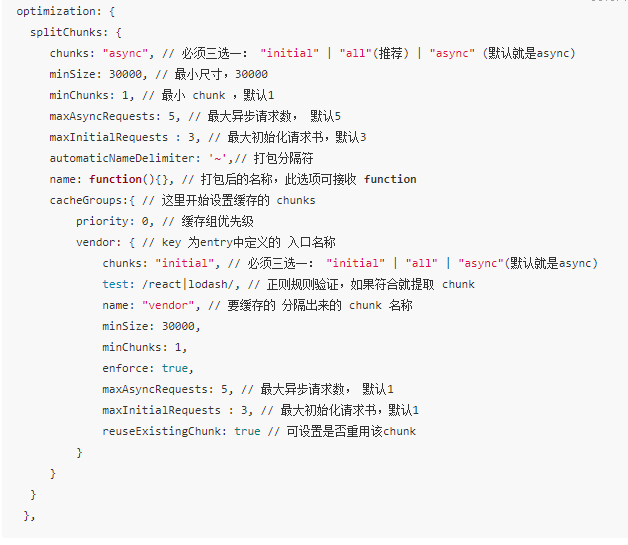 optimization: {
splitChunks: {
chunks: "async", // 必须三选一： "initial" | "all"(推荐) | "async" (默认就是async)
minSize: 30000, // 最小尺寸，30000
minChunks: 1, // 最小 chunk ，默认1
maxAsyncRequests: 5, // 最大异步请求数， 默认5
maxInitialRequests : 3, // 最大初始化请求书，默认3
automaticNameDelimiter: '~',// 打包分隔符
name: function(){}, // 打包后的名称，此选项可接收 function
cacheGroups:{ // 这里开始设置缓存的 chunks
priority: 0, // 缓存组优先级
vendor: { // key 为entry中定义的 入口名称
chunks: "initial", // 必须三选一： "initial" | "all" | "async"(默认就是async)
test: /react|lodash/, // 正则规则验证，如果符合就提取 chunk
name: "vendor", // 要缓存的 分隔出来的 chunk 名称
minSize: 30000,
minChunks: 1,
enforce: true,
maxAsyncRequests: 5, // 最大异步请求数， 默认1
maxInitialRequests : 3, // 最大初始化请求书，默认1
reuseExistingChunk: true // 可设置是否重用该chunk
}
}
}
},